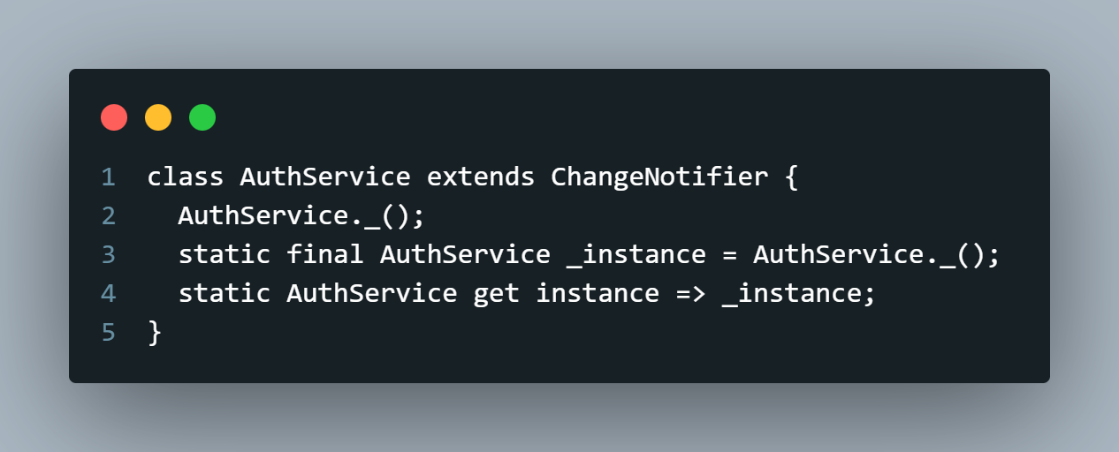 1 class AuthService extends ChangeNotifier {
2   AuthService._();
3   static final AuthService _instance = AuthService._();
4   static AuthService get instance => _instance;
5 }